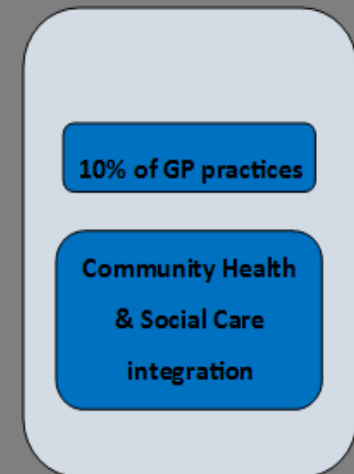 10% of GP practices
Community Health
& Social Care
integration